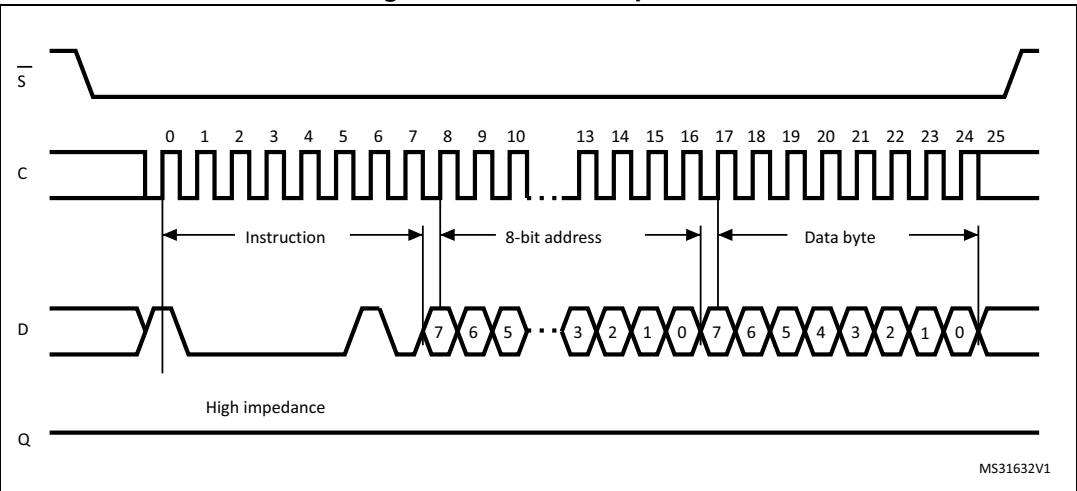 S
0 1 2 3 4 5 6 7 8 9 10 13 14 15 16 17 18 19 20 21 22 23 24 25
C
Instruction 8-bit address Data byte
D 7 6 5 3 2 1 0 7 6 5 4 3 2 1 0
High impedance
Q
MS31632V1